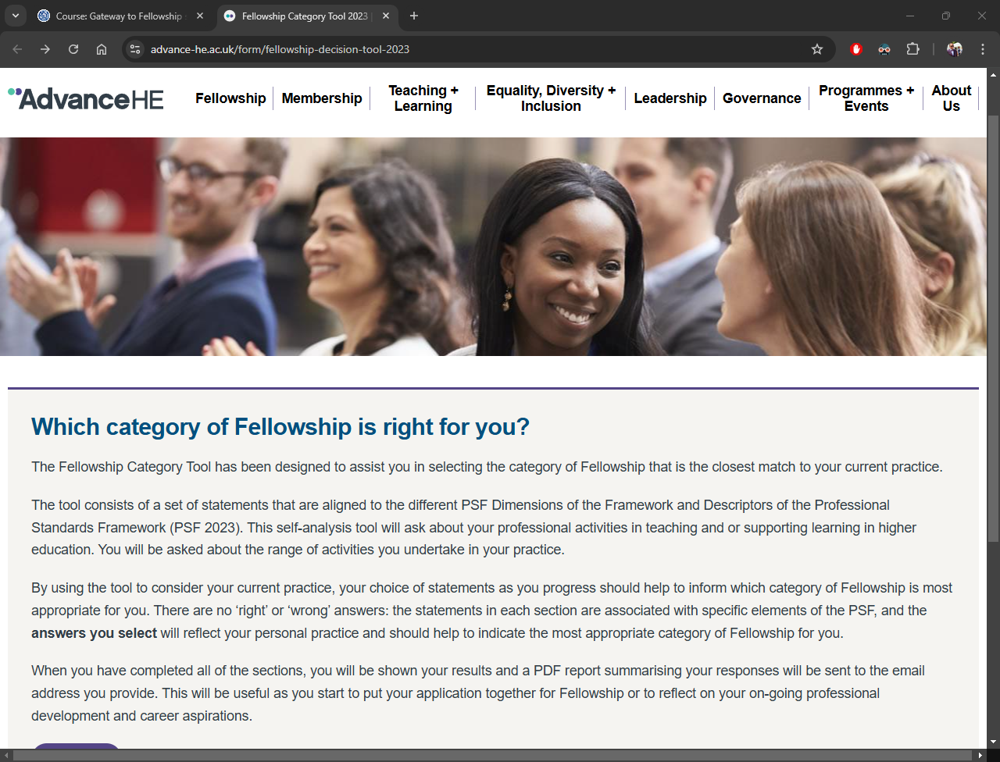 Course: Gateway to Fellowship
Fellowship Category Tool 2023
advance-he.ac.uk/form/fellowship-decision-tool-2023
AdvanceHE
Fellowship
Membership
Teaching +
Learning
Equality, Diversity +
Inclusion
Leadership
Governance
Programmes +
Events
About
Us
Which category of Fellowship is right for you?
The Fellowship Category Tool has been designed to assist you in selecting the category of Fellowship that is the closest match to your current practice.
The tool consists of a set of statements that are aligned to the different PSF Dimensions of the Framework and Descriptors of the Professional
Standards Framework (PSF 2023). This self-analysis tool will ask about your professional activities in teaching and or supporting learning in higher
education. You will be asked about the range of activities you undertake in your practice.
By using the tool to consider your current practice, your choice of statements as you progress should help to inform which category of Fellowship is most
appropriate for you. There are no ‘right’ or ‘wrong’ answers: the statements in each section are associated with specific elements of the PSF, and the
answers you select will reflect your personal practice and should help to indicate the most appropriate category of Fellowship for you.
When you have completed all of the sections, you will be shown your results and a PDF report summarising your responses will be sent to the email
address you provide. This will be useful as you start to put your application together for Fellowship or to reflect on your on-going professional
development and career aspirations.